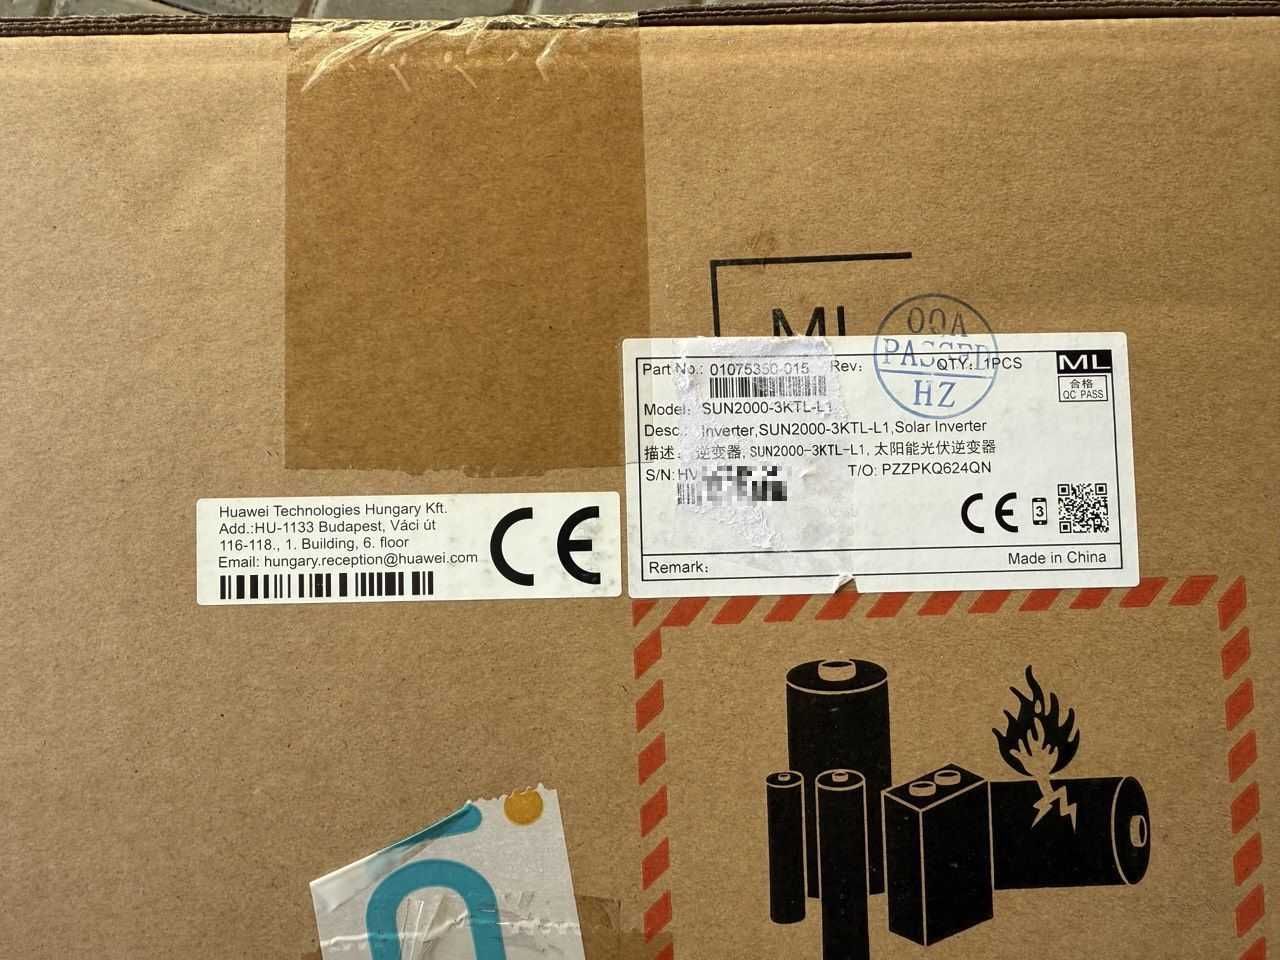 ML
OQA
PASSED
HZ
Part No.: 01075350-015 Rev: QTY: 1PCS
ML
合格
QC PASS
Model: SUN2000-3KTL-L1
Desc.: Inverter,SUN2000-3KTL-L1,Solar Inverter
描述: 逆变器, SUN2000-3KTL-L1, 太阳能光伏逆变器
S/N: HV T/O: PZZPKQ624QN
CE 3
Remark: Made in China
Huawei Technologies Hungary Kft.
Add.:HU-1133 Budapest, Váci út
116-118., 1. Building, 6. floor
Email: hungary.reception@huawei.com
CE